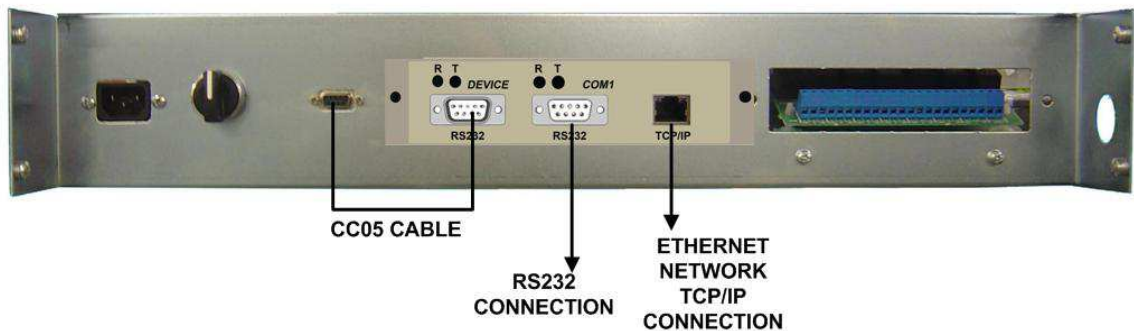 R T DEVICE
R T COM1
RS232
RS232
TCP/IP
CC05 CABLE
RS232
CONNECTION
ETHERNET
NETWORK
TCP/IP
CONNECTION